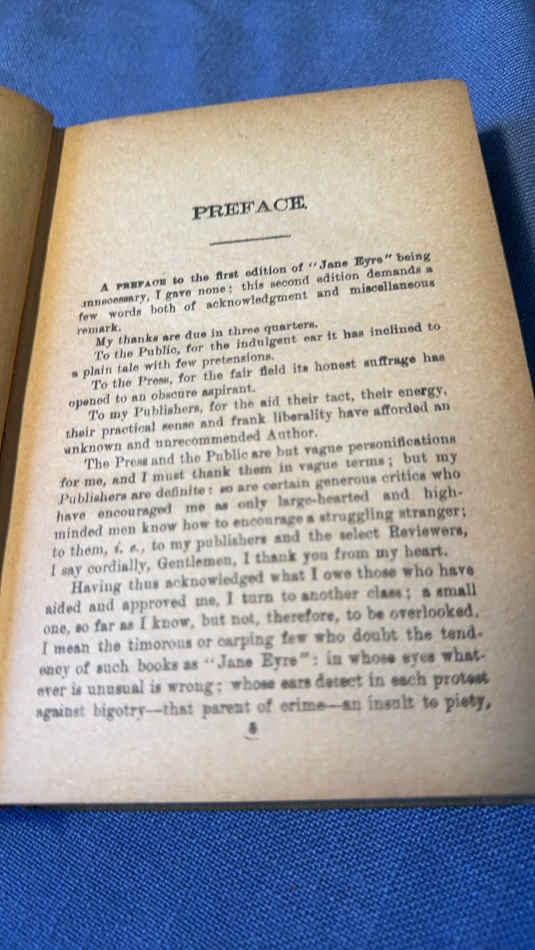 PREFACE.
A PREFACE to the first edition of “Jane Eyre” being
unnecessary, I gave none: this second edition demands a
few words both of acknowledgment and miscellaneous
remark.
My thanks are due in three quarters.
To the Public, for the indulgent ear it has inclined to
a plain tale with few pretensions.
To the Press, for the fair field its honest suffrage has
opened to an obscure aspirant.
To my Publishers, for the aid their tact, their energy,
their practical sense and frank liberality have afforded an
unknown and unrecommended Author.
The Press and the Public are but vague personifications
for me, and I must thank them in vague terms; but my
Publishers are definite: so are certain generous critics who
have encouraged me as only large-hearted and high-
minded men know how to encourage a struggling stranger;
to them, i. e., to my publishers and the select Reviewers,
I say cordially, Gentlemen, I thank you from my heart.
Having thus acknowledged what I owe those who have
aided and approved me, I turn to another class; a small
one, so far as I know, but not, therefore, to be overlooked.
I mean the timorous or carping few who doubt the tend-
ency of such books as “Jane Eyre”: in whose eyes what-
ever is unusual is wrong; whose ears detect in each protest
against bigotry—that parent of crime—an insult to piety,
5